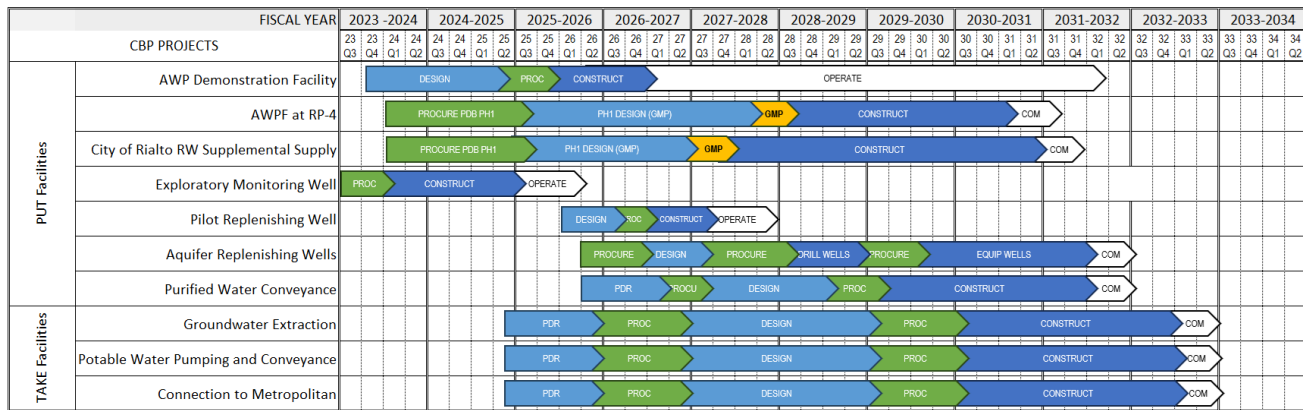 FISCAL YEAR 2023 -2024 2024-2025 2025-2026 2026-2027 2027-2028 2028-2029 2029-2030 2030-2031 2031-2032 2032-2033 2033-2034
CBP PROJECTS 23 23 24 24 24 24 25 25 25 25 26 26 26 26 27 27 27 27 28 28 28 28 29 29 29 29 30 30 30 30 31 31 31 31 32 32 32 32 33 33 33 33 34 34
Q3 Q4 Q1 Q2 Q3 Q4 Q1 Q2 Q3 Q4 Q1 Q2 Q3 Q4 Q1 Q2 Q3 Q4 Q1 Q2 Q3 Q4 Q1 Q2 Q3 Q4 Q1 Q2 Q3 Q4 Q1 Q2 Q3 Q4 Q1 Q2 Q3 Q4 Q1 Q2 Q3 Q4 Q1 Q2
PUT Facilities
AWP Demonstration Facility DESIGN PROC CONSTRUCT OPERATE
AWPF at RP-4 PROCURE PDB PH1 PH1 DESIGN (GMP) GMP CONSTRUCT COM
City of Rialto RW Supplemental Supply PROCURE PDB PH1 PH1 DESIGN (GMP) GMP CONSTRUCT COM
Exploratory Monitoring Well PROC CONSTRUCT OPERATE
Pilot Replenishing Well DESIGN ROC CONSTRUCT OPERATE
Aquifer Replenishing Wells PROCURE DESIGN PROCURE DRILL WELLS PROCURE EQUIP WELLS COM
Purified Water Conveyance PDR ROCU DESIGN PROC CONSTRUCT COM
TAKE Facilities
Groundwater Extraction PDR PROC DESIGN PROC CONSTRUCT COM
Potable Water Pumping and Conveyance PDR PROC DESIGN PROC CONSTRUCT COM
Connection to Metropolitan PDR PROC DESIGN PROC CONSTRUCT COM